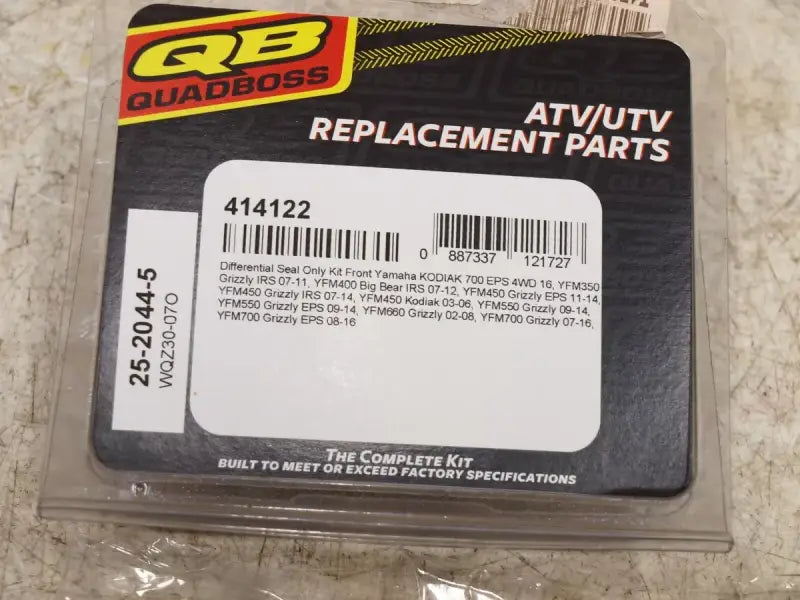 QB
QUADBOSS
ATV/UTV
REPLACEMENT PARTS
414122
0 887337 121727
Differential Seal Only Kit Front Yamaha KODIAK 700 EPS 4WD 16, YFM350
Grizzly IRS 07-11, YFM400 Big Bear IRS 07-12, YFM450 Grizzly EPS 11-14,
YFM450 Grizzly IRS 07-14, YFM450 Kodiak 03-06, YFM550 Grizzly 09-14,
YFM550 Grizzly EPS 09-14, YFM660 Grizzly 02-08, YFM700 Grizzly 07-16,
YFM700 Grizzly EPS 08-16
25-2044-5
WQZ30-07O
THE COMPLETE KIT
BUILT TO MEET OR EXCEED FACTORY SPECIFICATIONS